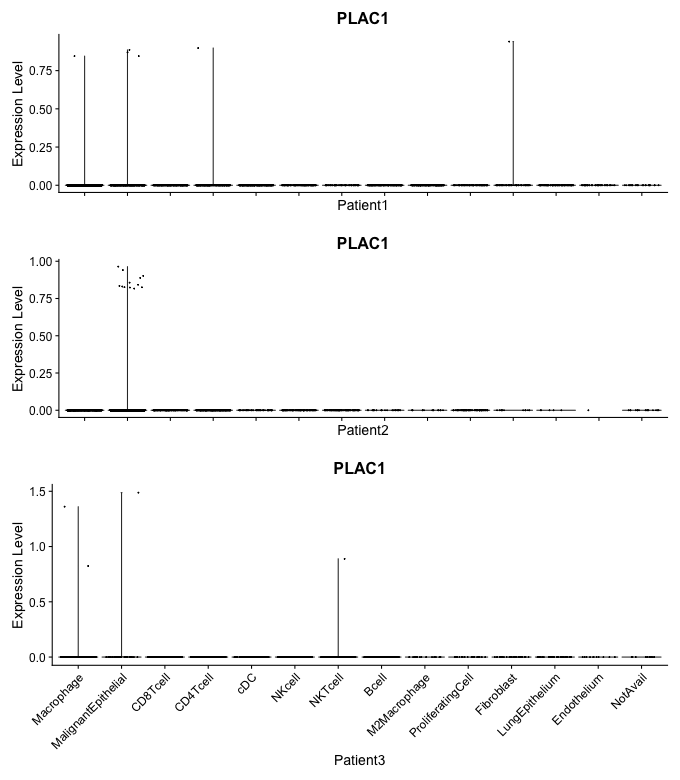 PLAC1
Expression Level
0.75
0.50
0.25
0.00
Patient1
PLAC1
Expression Level
1.00
0.75
0.50
0.25
0.00
Patient2
PLAC1
Expression Level
1.5
1.0
0.5
0.0
Macrophage
MalignantEpithelial
CD8Tcell
CD4Tcell
cDC
NKcell
NKTcell
Bcell
M2Macrophage
ProliferatingCell
Fibroblast
LungEpithelium
Endothelium
NotAvail
Patient3